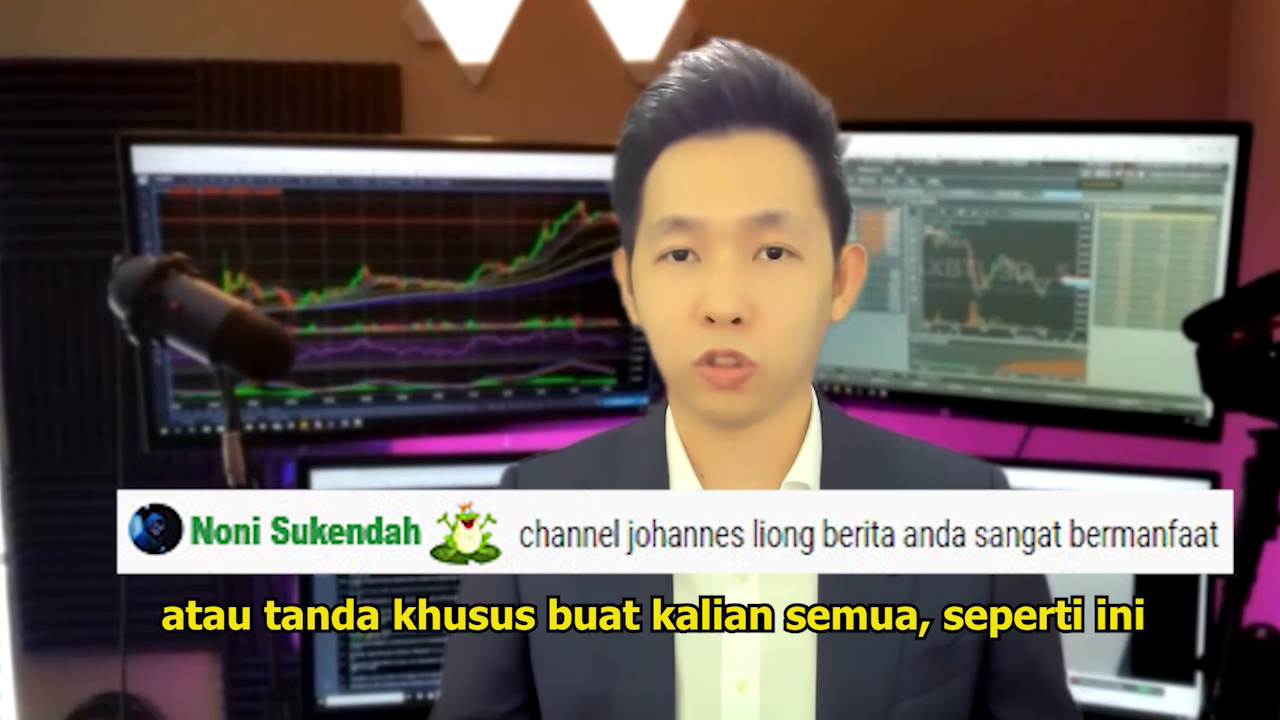 Noni Sukendah channel johannes liong berita anda sangat bermanfaat
atau tanda khusus buat kalian semua, seperti ini